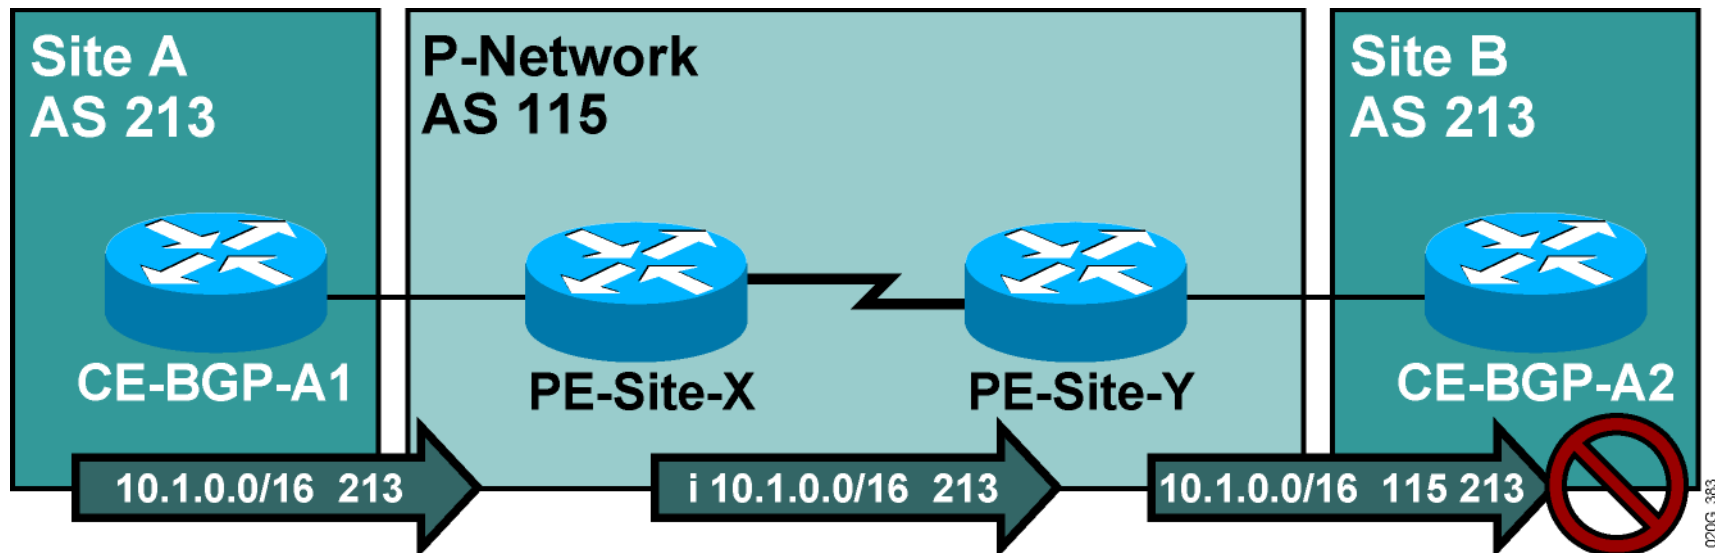 Site A
AS 213
P-Network
AS 115
Site B
AS 213
CE-BGP-A1
PE-Site-X
PE-Site-Y
CE-BGP-A2
10.1.0.0/16 213
i 10.1.0.0/16 213
10.1.0.0/16 115 213
020G_383